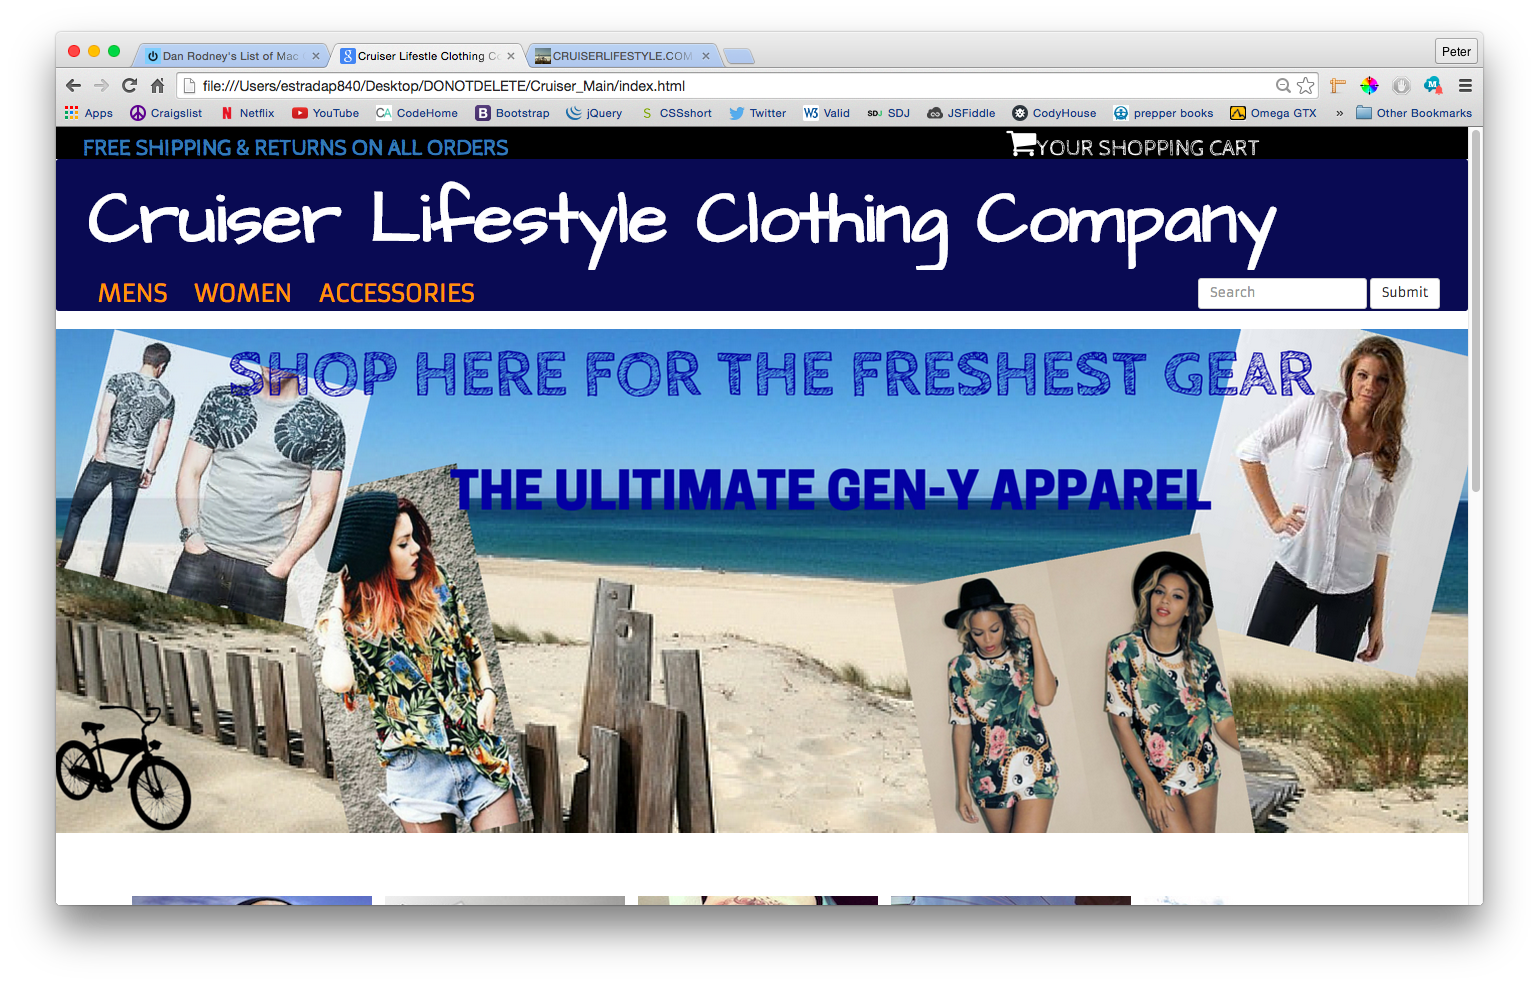 Dan Rodney's List of Mac
Cruiser Lifestle Clothing Co
CRUISERLIFESTYLE.COM
Peter
file:///Users/estradap840/Desktop/DONOTDELETE/Cruiser_Main/index.html
Apps Craigslist Netflix YouTube CodeHome Bootstrap jQuery CSSshort Twitter Valid SDJ JSFiddle CodyHouse prepper books Omega GTX » Other Bookmarks
FREE SHIPPING & RETURNS ON ALL ORDERS
YOUR SHOPPING CART
Cruiser Lifestyle Clothing Company
MENS WOMEN ACCESSORIES
Search Submit
SHOP HERE FOR THE FRESHEST GEAR
THE ULITIMATE GEN-Y APPAREL